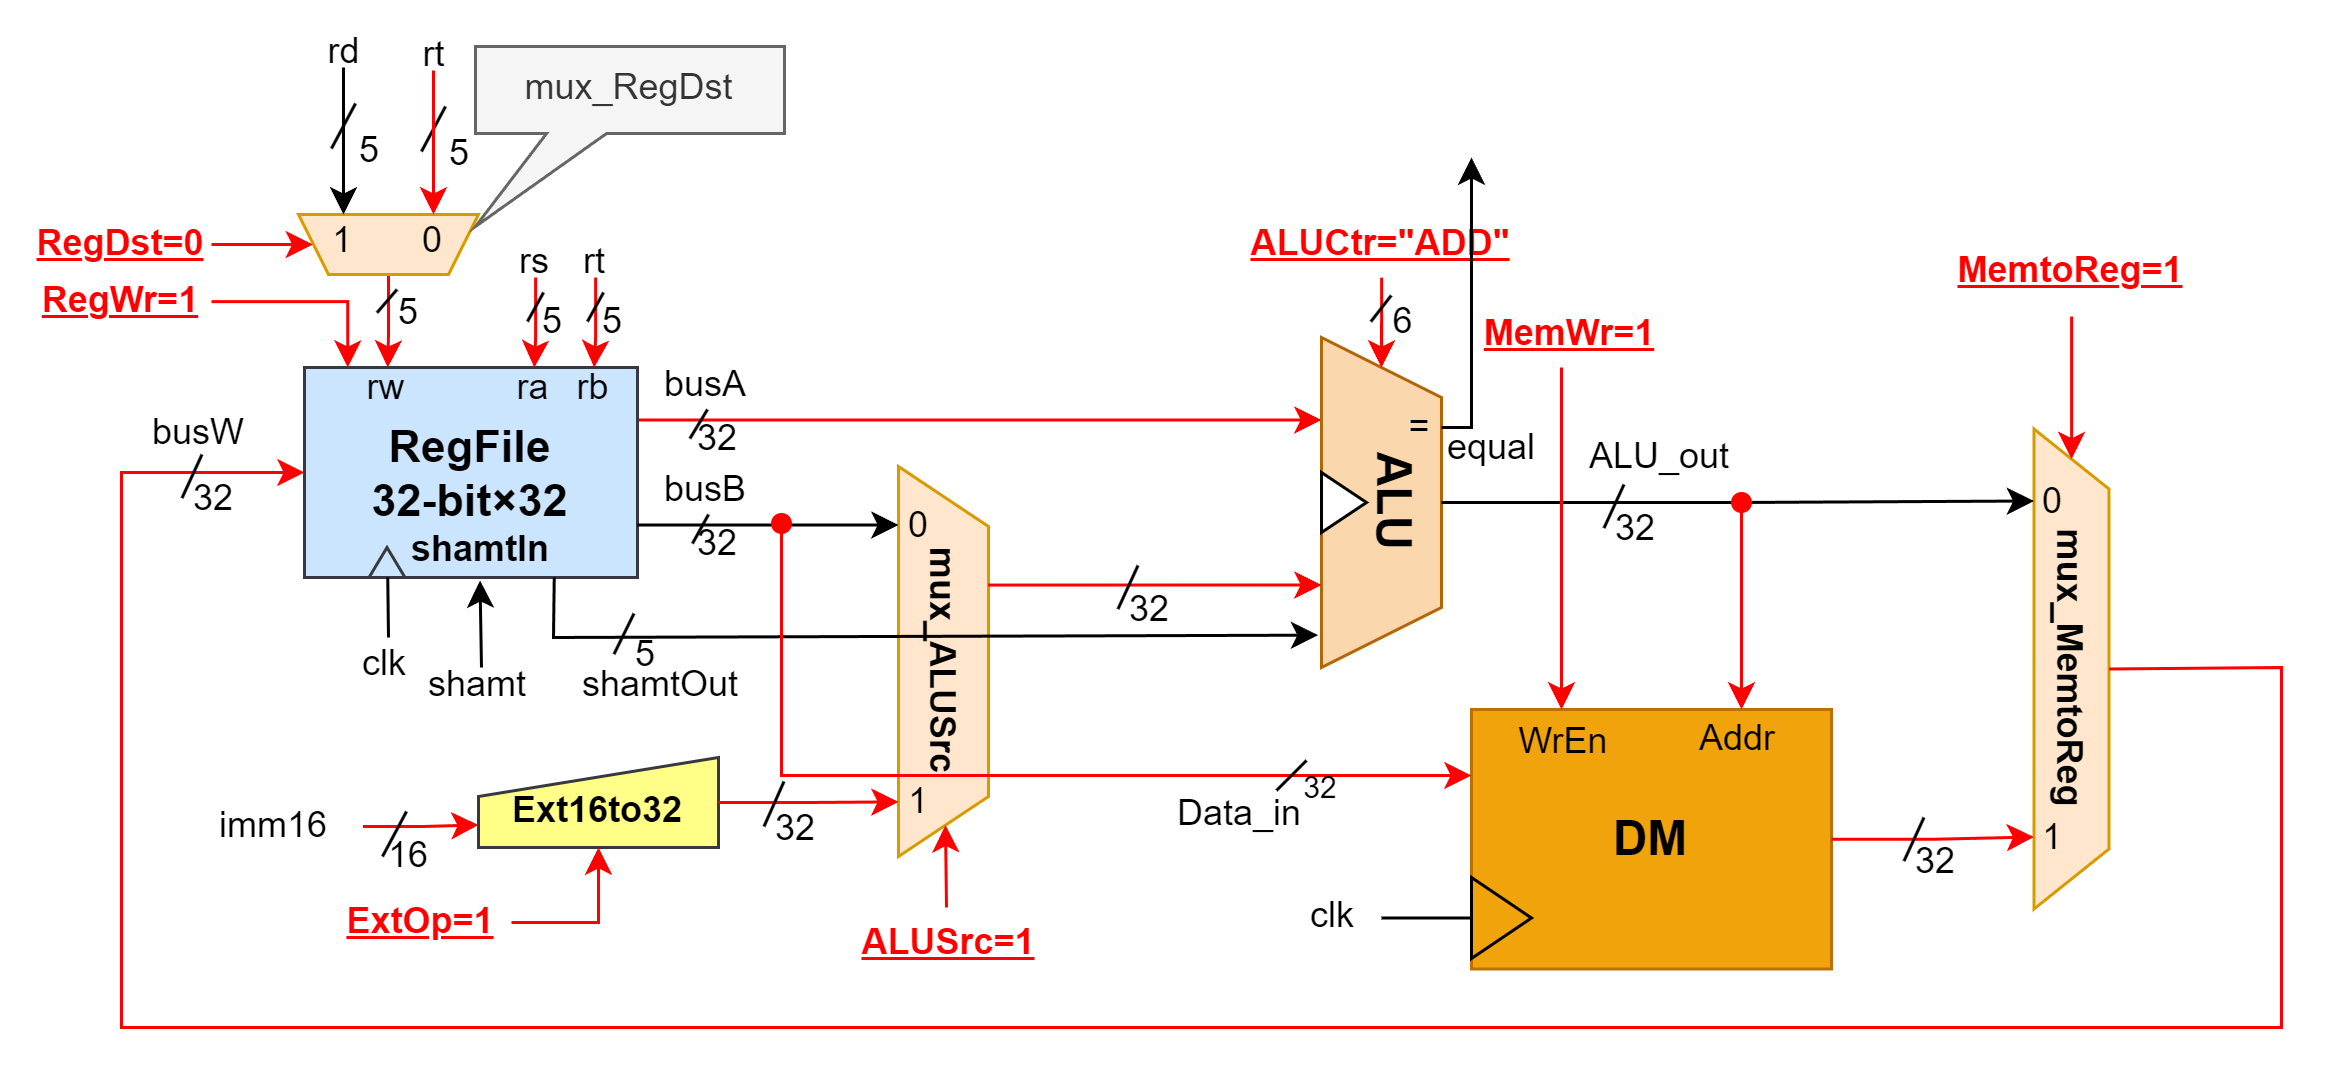 rd
rt
mux_RegDst
5
5
RegDst=0
1
0
RegWr=1
5
rs
rt
5
5
ALUCtr="ADD"
6
MemWr=1
MemtoReg=1
rw
ra
rb
busA
32
busW
32
RegFile
32-bit×32
shamtIn
busB
32
0
mux_ALUSrc
1
=
equal
ALU
ALU_out
32
0
mux_MemtoReg
1
32
clk
shamt
5
shamtOut
imm16
16
Ext16to32
32
ExtOp=1
ALUSrc=1
Data_in
32
WrEn
Addr
DM
32
clk